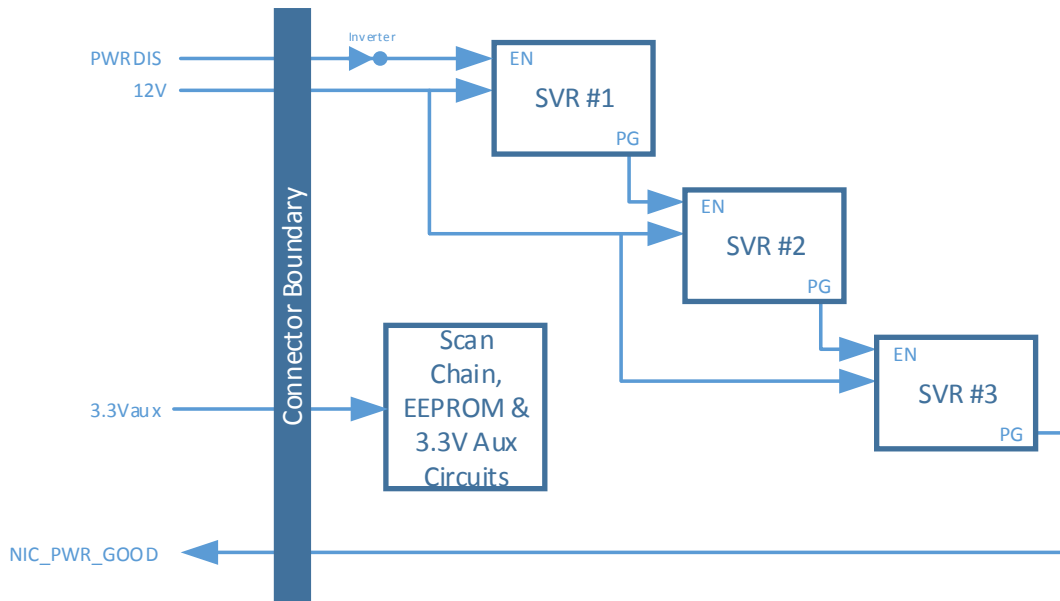 Inverter
PWRDIS
EN
12V
SVR #1
PG
Connector Boundary
EN
SVR #2
PG
Scan
Chain,
EEPROM &
3.3V Aux
Circuits
EN
SVR #3
3.3Vaux
PG
NIC_PWR_GOOD